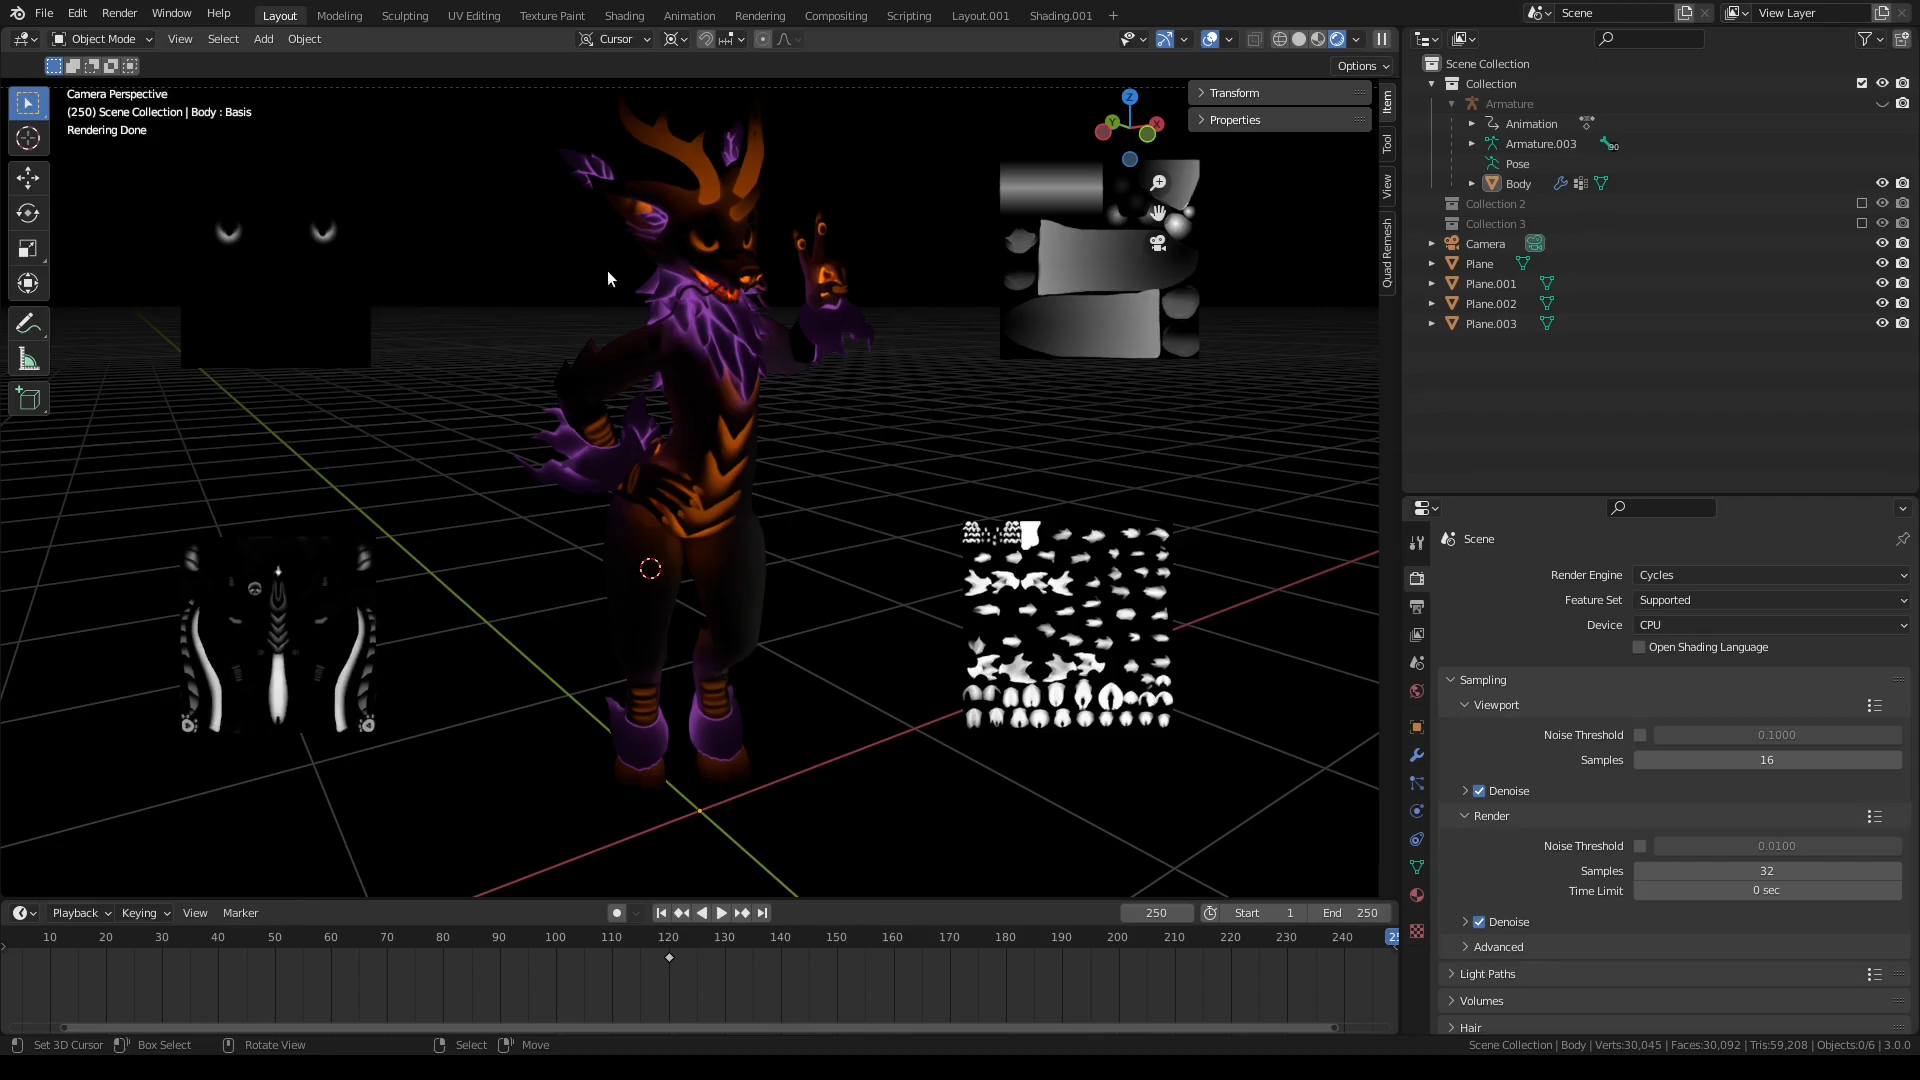 File Edit Render Window Help Layout Modeling Sculpting UV Editing Texture Paint Shading Animation Rendering Compositing Scripting Layout.001 Shading.001 + Scene View Layer
Object Mode View Select Add Object Cursor
Options
Camera Perspective
(250) Scene Collection | Body : Basis
Rendering Done
Z
Y
X
Transform
Properties
Item
Tool
View
Quad Remesh
Scene Collection
Collection
Armature
Animation
Armature.003 90
Pose
Body
Collection 2
Collection 3
Camera
Plane
Plane.001
Plane.002
Plane.003
Scene
Render Engine Cycles
Feature Set Supported
Device CPU
Open Shading Language
Sampling
Viewport
Noise Threshold 0.1000
Samples 16
Denoise
Render
Noise Threshold 0.0100
Samples 32
Time Limit 0 sec
Denoise
Advanced
Light Paths
Volumes
Hair
Playback Keying View Marker 250 Start 1 End 250
10 20 30 40 50 60 70 80 90 100 110 120 130 140 150 160 170 180 190 200 210 220 230 240 25
Set 3D Cursor Box Select Rotate View Select Move Scene Collection | Body | Verts:30,045 | Faces:30,092 | Tris:59,208 | Objects:0/6 | 3.0.0